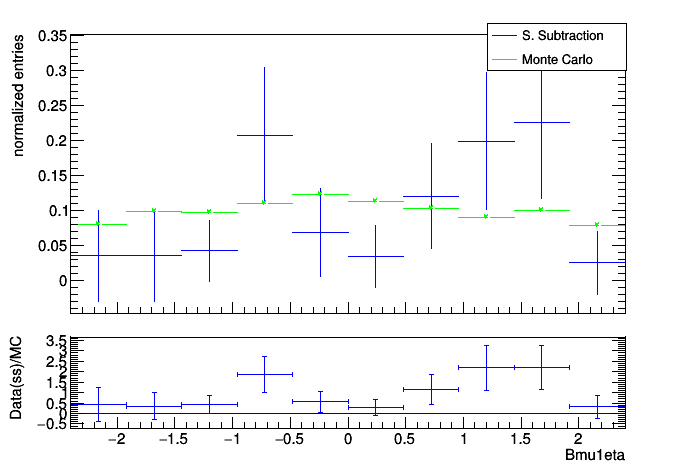 S. Subtraction
Monte Carlo
normalized entries
0.35
0.3
0.25
0.2
0.15
0.1
0.05
0
Data(ss)/MC
3.5
3
2.5
2
1.5
1
0.5
0
−0.5
−2 −1.5 −1 −0.5 0 0.5 1 1.5 2
Bmu1eta